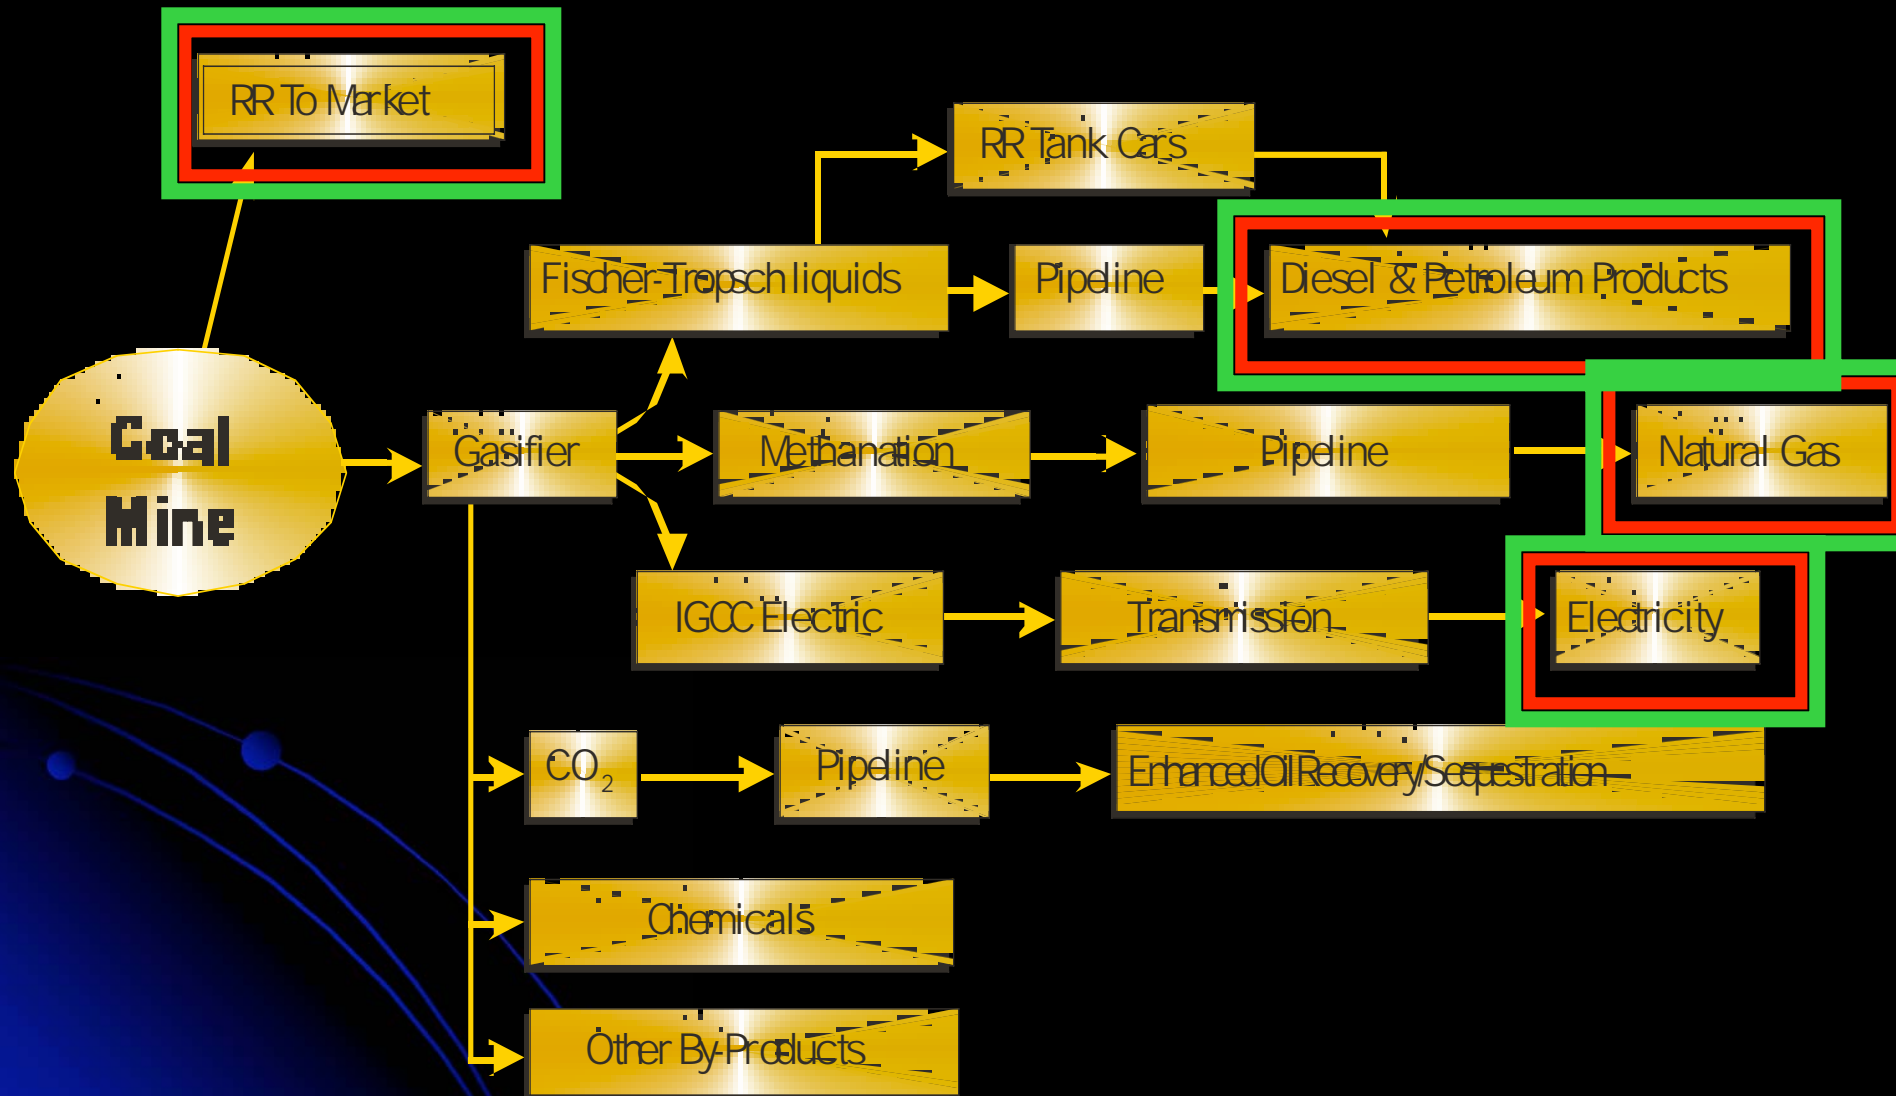 RR To Market
RR Tank Cars
Fischer-Tropsch liquids
Pipeline
Diesel & Petroleum Products
Coal
Mine
Gasifier
Methanation
Pipeline
Natural Gas
IGCC Electric
Transmission
Electricity
CO₂
Pipeline
Enhanced Oil Recovery/Sequestration
Chemicals
Other By-Products